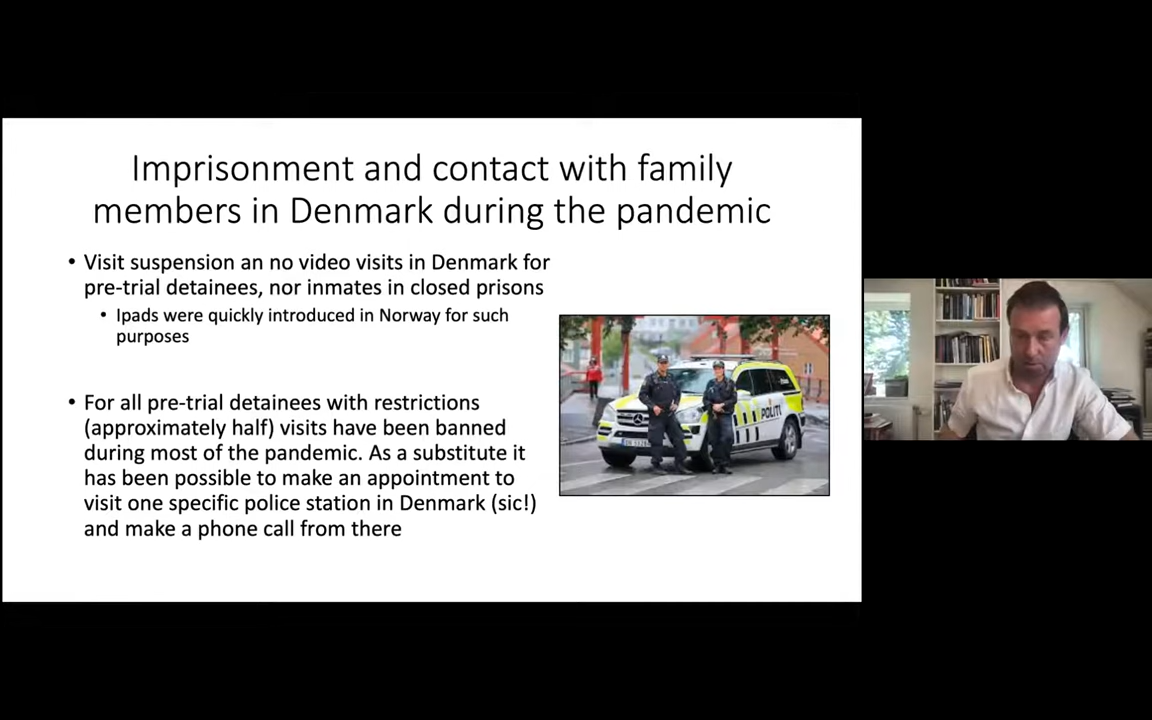 Imprisonment and contact with family
members in Denmark during the pandemic
• Visit suspension an no video visits in Denmark for
pre-trial detainees, nor inmates in closed prisons
• Ipads were quickly introduced in Norway for such
purposes
• For all pre-trial detainees with restrictions
(approximately half) visits have been banned
during most of the pandemic. As a substitute it
has been possible to make an appointment to
visit one specific police station in Denmark (sic!)
and make a phone call from there
POLITI